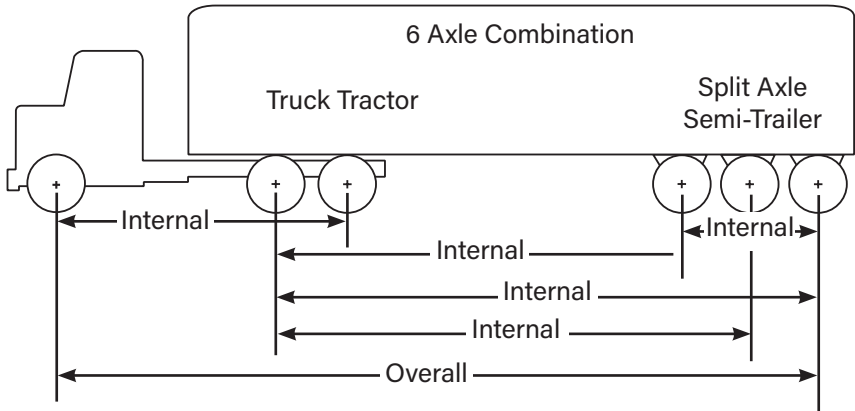 6 Axle Combination
Truck Tractor
Split Axle
Semi-Trailer
Internal
Internal
Internal
Internal
Internal
Overall